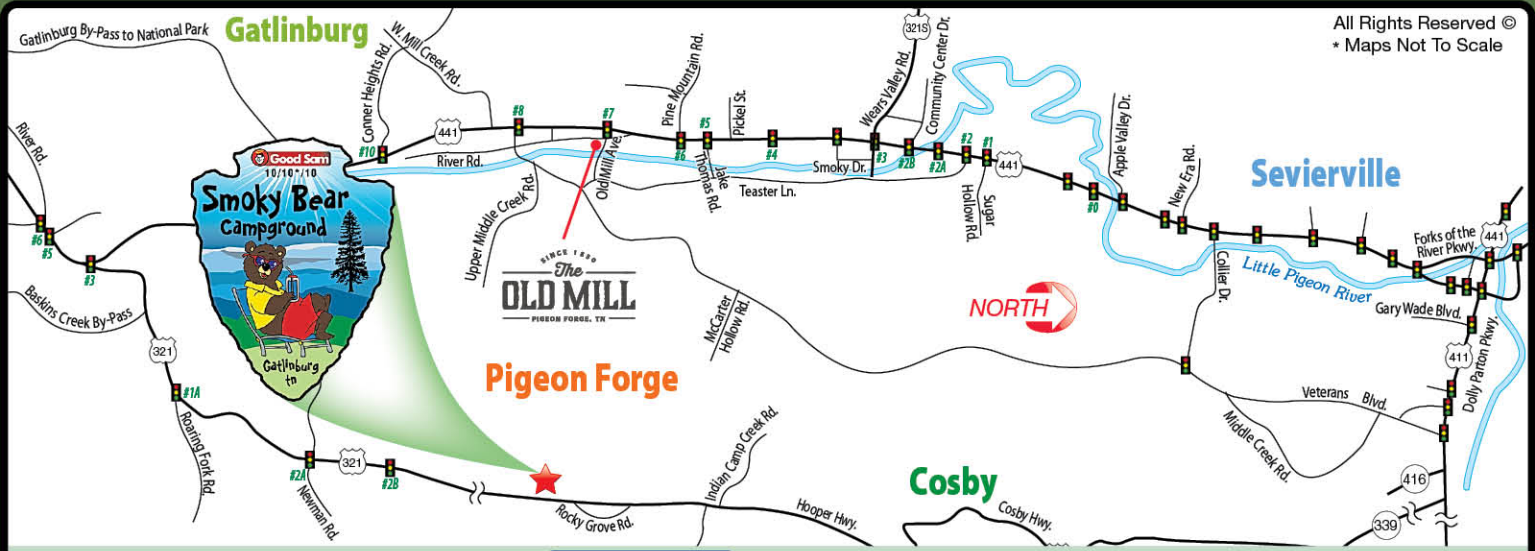 All Rights Reserved ©
* Maps Not To Scale
Gatlinburg By-Pass to National Park
Gatlinburg
W. Mill Creek Rd.
Conner Heights Rd.
#10
441
#8
#7
Pine Mountain Rd.
#6
#5
Pickel St.
#4
Wears Valley Rd.
321S
Community Center Dr.
#3
#2B
#2A
#2
#1
441
Apple Valley Dr.
#0
New Era Rd.
Sevierville
River Rd.
River Rd.
Old Mill Ave.
Lake
Thomas Rd.
Smoky Dr.
Teaster Ln.
Sugar
Hollow Rd.
Upper Middle Creek Rd.
Forks of the
River Pkwy.
441
Good Sam
10/10*/10
Smoky Bear
Campground
Gatlinburg
tn
#6
#5
#3
SINCE 1830
The
OLD MILL
PIGEON FORGE, TN
McCarter
Hollow Rd.
NORTH
Collier Dr.
Little Pigeon River
Gary Wade Blvd.
411
Dolly Parton Pkwy.
Baskins Creek By-Pass
321
#1A
Roaring Fork Rd.
Pigeon Forge
Veterans Blvd.
Middle Creek Rd.
#2A
321
#2B
Newman Rd.
Rocky Grove Rd.
Indian Camp Creek Rd.
Hooper Hwy.
Cosby
Cosby Hwy.
416
339